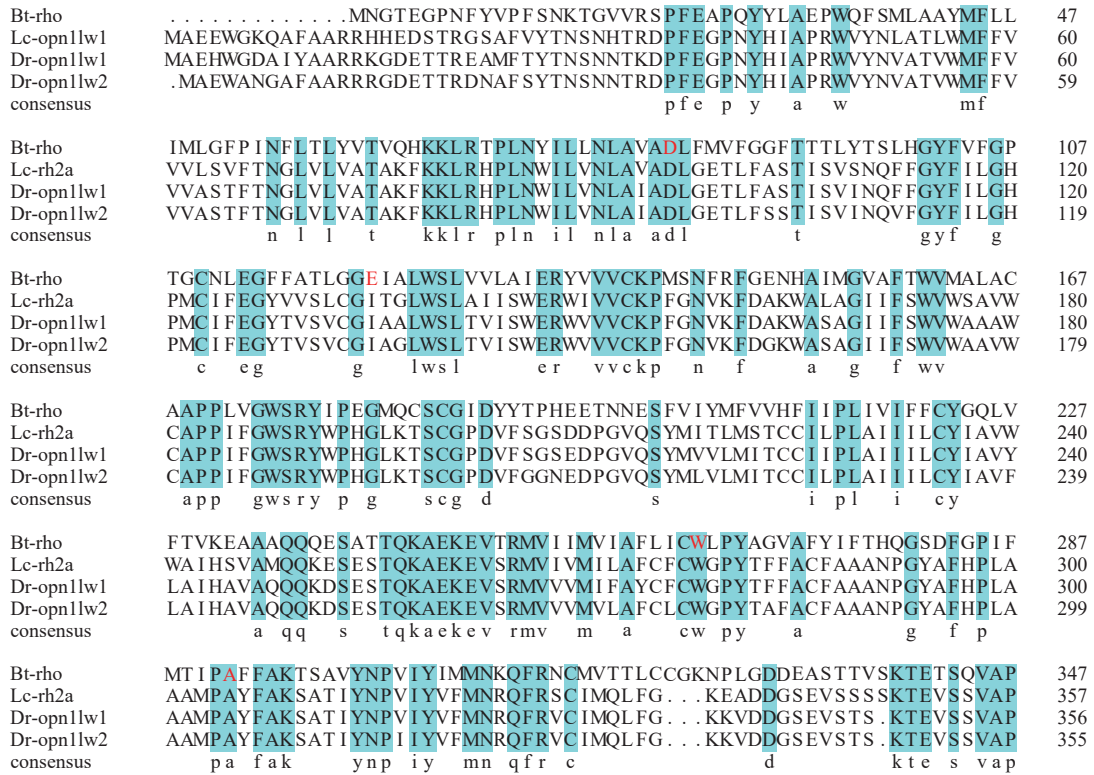 Bt-rho .............MNGTEGPNFYVPFSNKTGVVRSPFEAPQYYLAEPWQFSMLAAYMFLL 47
Lc-opn1lw1 MAEEWGKQAFAARRHHEDSTRGSAFVYTNSNHTRDPFEGPNYHIAPRWVYNLATLWMFFV 60
Dr-opn1lw1 MAEHWGDAIYAARRKGDETTREAMFTYTNSNNTKDPFEGPNYHIAPRWVYNVATVWMFFV 60
Dr-opn1lw2 .MAEWANGAFAARRRGDETTRDNAFSYTNSNNTRDPFEGPNYHIAPRWVYNVATVWMFFV 59
consensus pfe p y a w mf
Bt-rho IMLGFPINFLTLYVTVQHKKLRTPLNYILLNLAVADLFMVFGGFTTTLYTSLHGYFVFGP 107
Lc-rh2a VVLSVFTNGLVLVATAKFKKLRHPLNWILVNLAVADLGETLFASTISVSNQFFGYFILGH 120
Dr-opn1lw1 VVASTFTNGLVLVATAKFKKLRHPLNWILVNLAIADLGETLFASTISVINQFFGYFILGH 120
Dr-opn1lw2 VVASTFTNGLVLVATAKFKKLRHPLNWILVNLAIADLGETLFSSTISVINQVFGYFILGH 119
consensus n l l t kklr pln il nla adl t gyf g
Bt-rho TGCNLEGFFATLGGEIALWSLVVLAIERYVVVCKPMSNFRFGENHAIMGVAFTWVMALAC 167
Lc-rh2a PMCIFEGYVVSLCGITGLWSLAIISWERWIVVCKPFGNVKFDAKWALAGIIFSWVWSAVW 180
Dr-opn1lw1 PMCIFEGYTVSVCGIAALWSLTVISWERWVVVCKPFGNVKFDAKWASAGIIFSWVWAAAW 180
Dr-opn1lw2 PMCIFEGYTVSVCGIAGLWSLTVISWERWVVVCKPFGNVKFDGKWASAGIIFSWVWAAVW 179
consensus c eg g lwsl er vvckp n f a g f wv
Bt-rho AAPPLVGWSRYIPEGMQCSCGIDYYTPHEETNNESFVIYMFVVHFIIPLIVIFFCYGQLV 227
Lc-rh2a CAPPIFGWSRYWPHGLKTSCGPDVFSGSDDPGVQSYMITLMSTCCILPLAIIILCYIAVW 240
Dr-opn1lw1 CAPPIFGWSRYWPHGLKTSCGPDVFSGSEDPGVQSYMVVLMITCCIIPLAIIILCYIAVY 240
Dr-opn1lw2 CAPPIFGWSRYWPHGLKTSCGPDVFGGNEDPGVQSYMLVLMITCCILPLAIIILCYIAVF 239
consensus app gwsry p g scg d s i pl i cy
Bt-rho FTVKEAAAQQQESATTQKAEKEVTRMVIIMVIAFLICWLPYAGVAFYIFTHQGSDFGPIF 287
Lc-rh2a WAIHSVAMQQKESESTQKAEKEVSRMVIVMILAFCFCWGPYTFFACFAAANPGYAFHPLA 300
Dr-opn1lw1 LAIHAVAQQQKDSESTQKAEKEVSRMVVVMIFAYCFCWGPYTFFACFAAANPGYAFHPLA 300
Dr-opn1lw2 LAIHAVAQQQKDSESTQKAEKEVSRMVVVMVLAFCLCWGPYTAFACFAAANPGYAFHPLA 299
consensus a qq s tqkaekev rmv m a cw py a g f p
Bt-rho MTIPAFFAKTSAVYNPVIYIMMNKQFRNCMVTTLCCGKNPLGDDEASTTVSKTETSQVAP 347
Lc-rh2a AAMPAYFAKSATIYNPVIYVFMNRQFRSCIMQLFG...KEADDGSEVSSSSKTEVSSVAP 357
Dr-opn1lw1 AAMPAYFAKSATIYNPVIYVFMNRQFRVCIMQLFG...KKVDDGSEVSTS.KTEVSSVAP 356
Dr-opn1lw2 AAMPAYFAKSATIYNPIIYVFMNRQFRVCIMQLFG...KKVDDGSEVSTS.KTEVSSVAP 355
consensus pa fak ynp iy mn qfr c d kte s vap